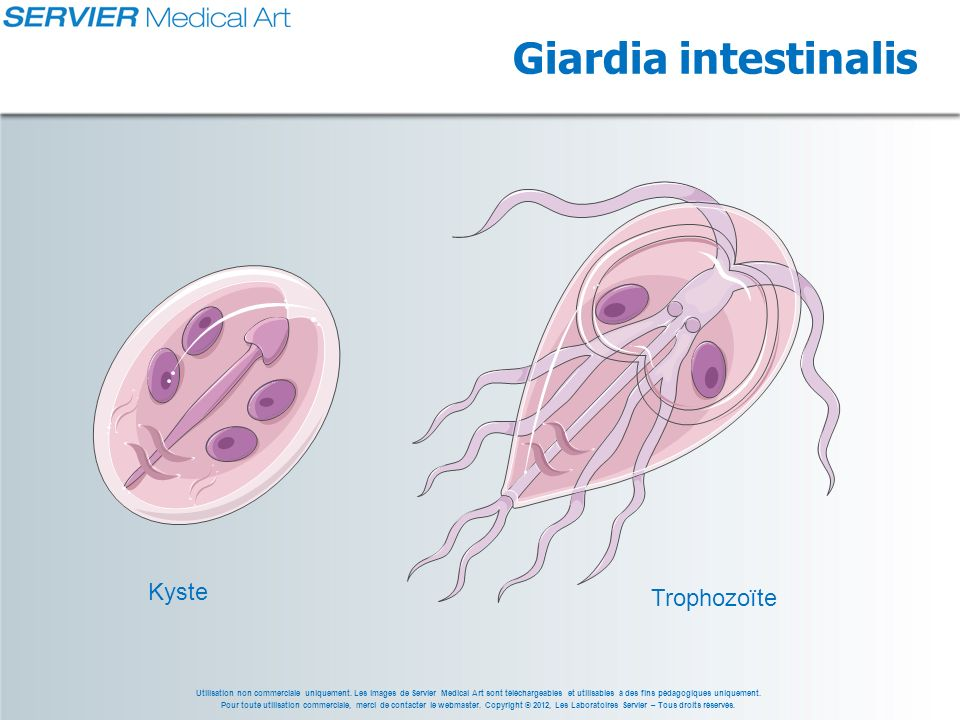 SERVIER Medical Art
Giardia intestinalis
Kyste
Trophozoïte
Utilisation non commerciale uniquement. Les images de Servier Medical Art sont téléchargeables et utilisables à des fins pédagogiques uniquement.
Pour toute utilisation commerciale, merci de contacter le webmaster. Copyright © 2012, Les Laboratoires Servier – Tous droits réservés.